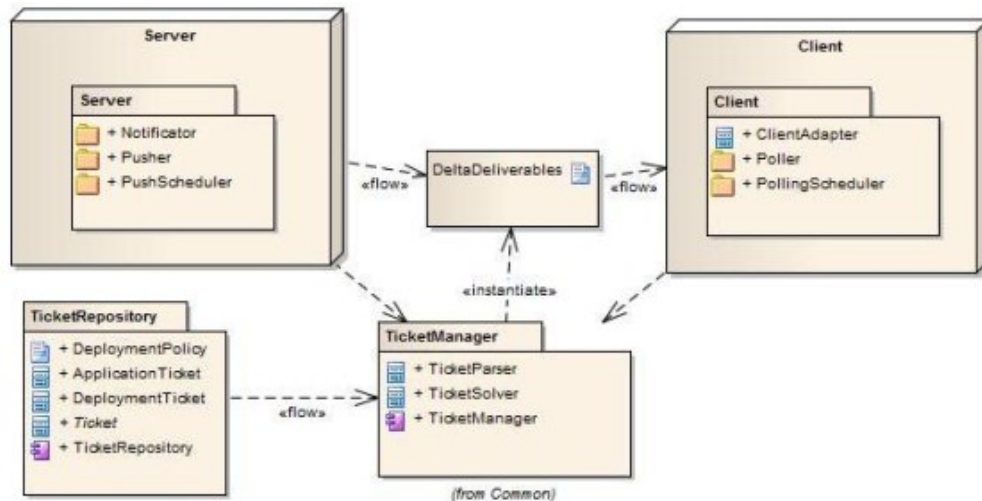 Server
Server
+ Notificator
+ Pusher
+ PushScheduler
«flow»
DeltaDeliverables
«flow»
Client
Client
+ ClientAdapter
+ Poller
+ PollingScheduler
«instantiate»
TicketRepository
+ DeploymentPolicy
+ ApplicationTicket
+ DeploymentTicket
+ Ticket
+ TicketRepository
«flow»
TicketManager
+ TicketParser
+ TicketSolver
+ TicketManager
(from Common)